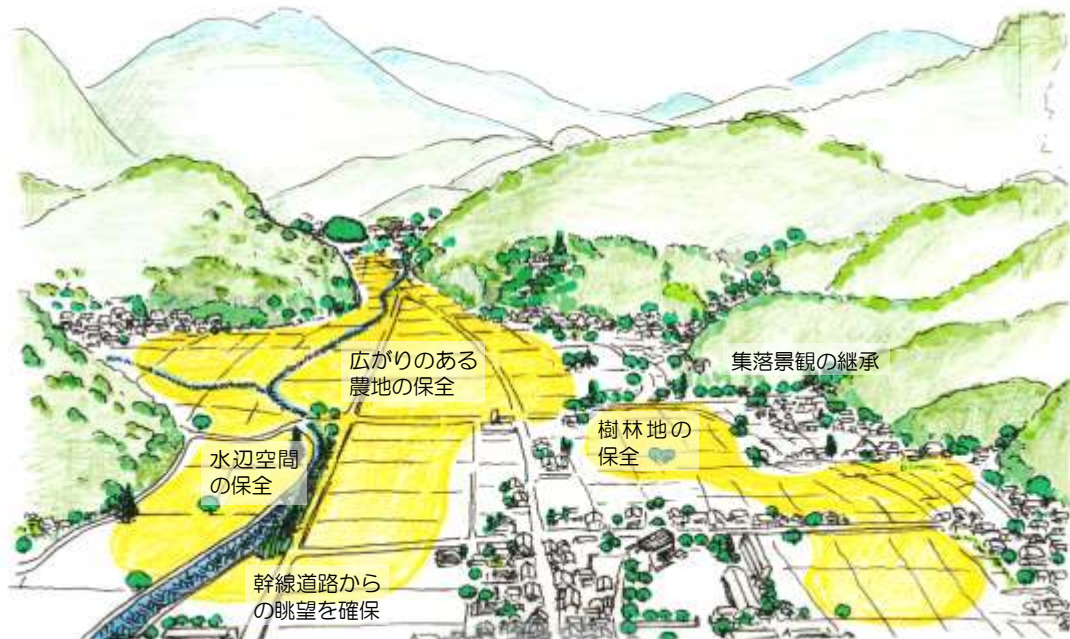 広がりのある
農地の保全
集落景観の継承
樹林地の
保全
水辺空間
の保全
幹線道路から
の眺望を確保